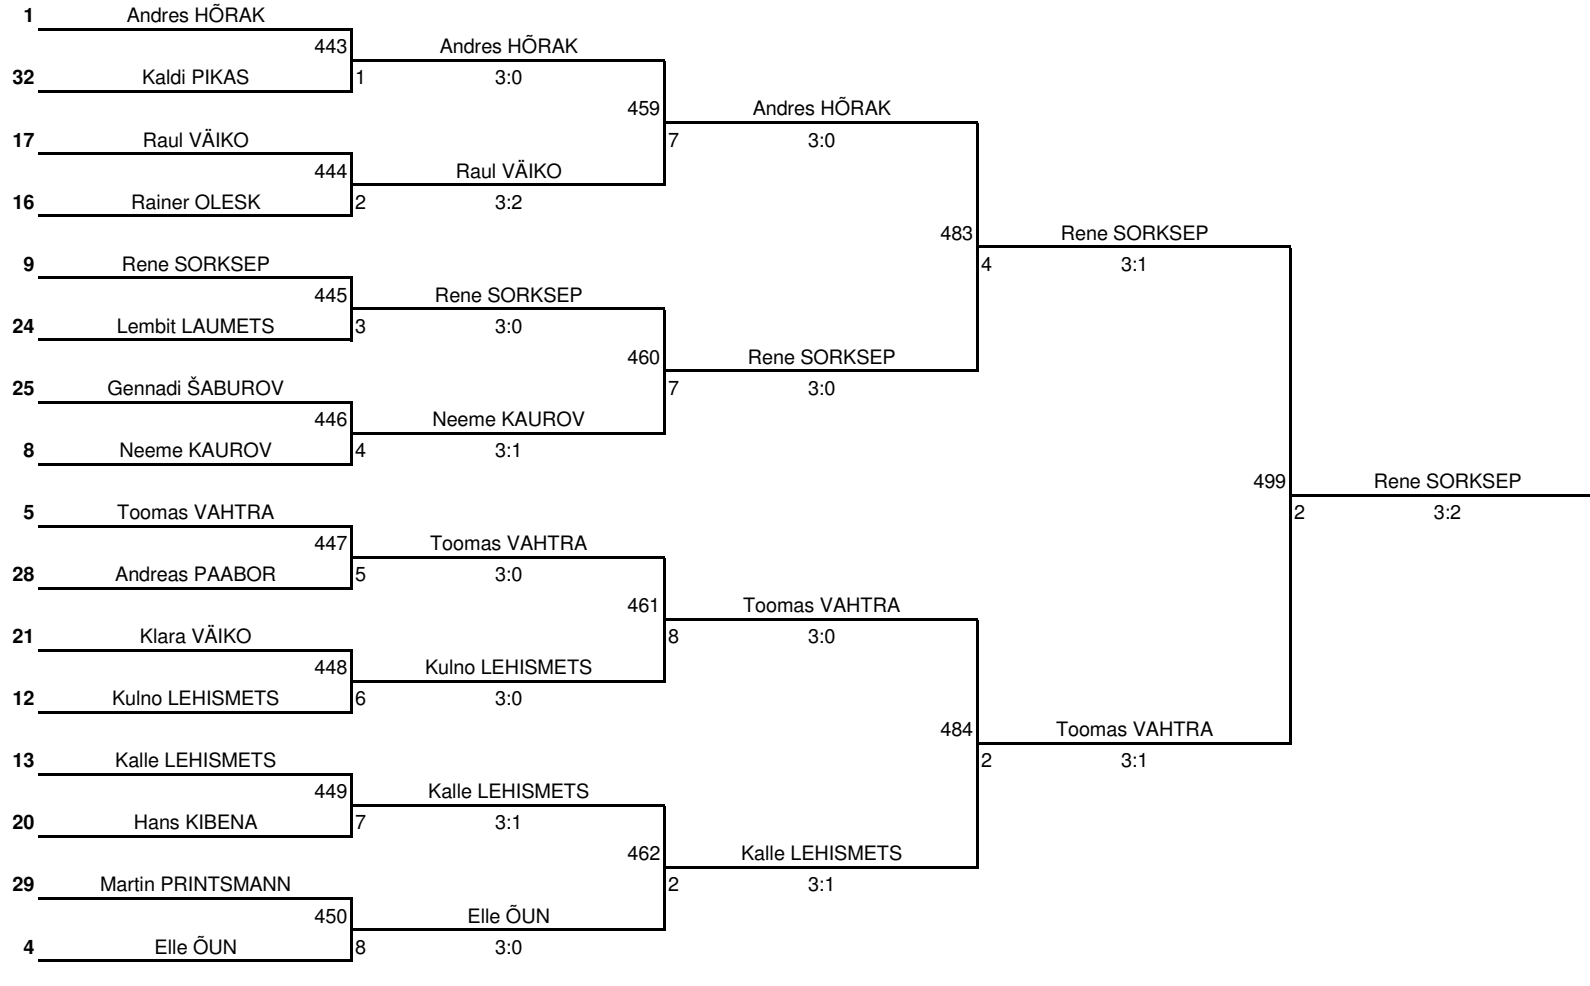 1 Andres HÕRAK
443 Andres HÕRAK
32 Kaldi PIKAS 1 3:0
459 Andres HÕRAK
17 Raul VÄIKO 7 3:0
444 Raul VÄIKO
16 Rainer OLESK 2 3:2
483 Rene SORKSEP
9 Rene SORKSEP 4 3:1
445 Rene SORKSEP
24 Lembit LAUMETS 3 3:0
460 Rene SORKSEP
25 Gennadi ŠABUROV 7 3:0
446 Neeme KAUROV
8 Neeme KAUROV 4 3:1
499 Rene SORKSEP
5 Toomas VAHTRA 2 3:2
447 Toomas VAHTRA
28 Andreas PAABOR 5 3:0
461 Toomas VAHTRA
21 Klara VÄIKO 8 3:0
448 Kulno LEHISMETS
12 Kulno LEHISMETS 6 3:0
484 Toomas VAHTRA
13 Kalle LEHISMETS 2 3:1
449 Kalle LEHISMETS
20 Hans KIBENA 7 3:1
462 Kalle LEHISMETS
29 Martin PRINTSMANN 2 3:1
450 Elle ÕUN
4 Elle ÕUN 8 3:0